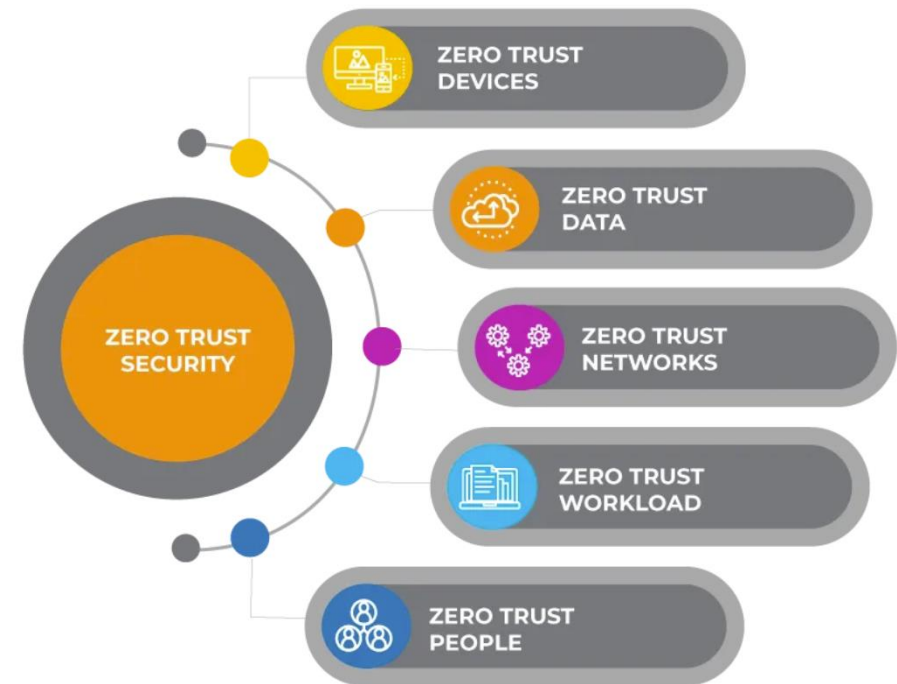 ZERO TRUST
DEVICES
ZERO TRUST
DATA
ZERO TRUST
SECURITY
ZERO TRUST
NETWORKS
ZERO TRUST
WORKLOAD
ZERO TRUST
PEOPLE